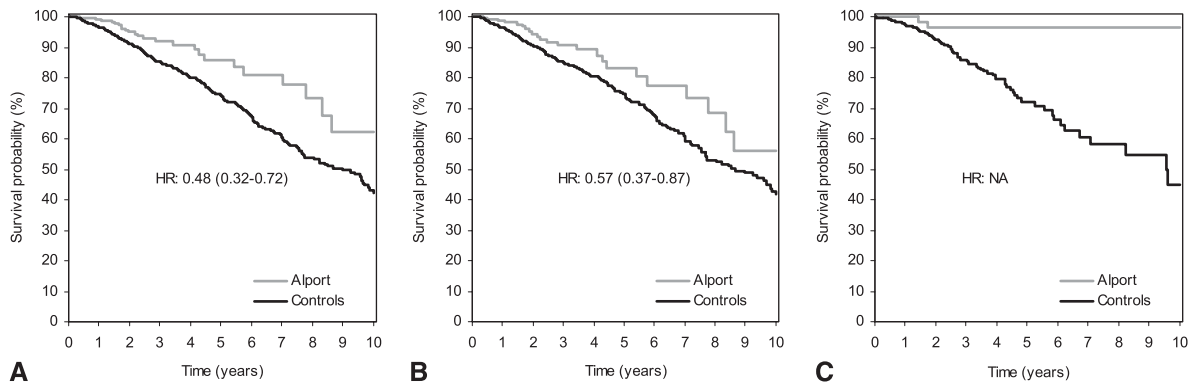 Survival probability (%)
100
90
80
70
60
50
40
30
20
10
0
HR: 0.48 (0.32-0.72)
Alport
Controls
0 1 2 3 4 5 6 7 8 9 10
Time (years)
A
Survival probability (%)
100
90
80
70
60
50
40
30
20
10
0
HR: 0.57 (0.37-0.87)
Alport
Controls
0 1 2 3 4 5 6 7 8 9 10
Time (years)
B
Survival probability (%)
100
90
80
70
60
50
40
30
20
10
0
HR: NA
Alport
Controls
0 1 2 3 4 5 6 7 8 9 10
Time (years)
C